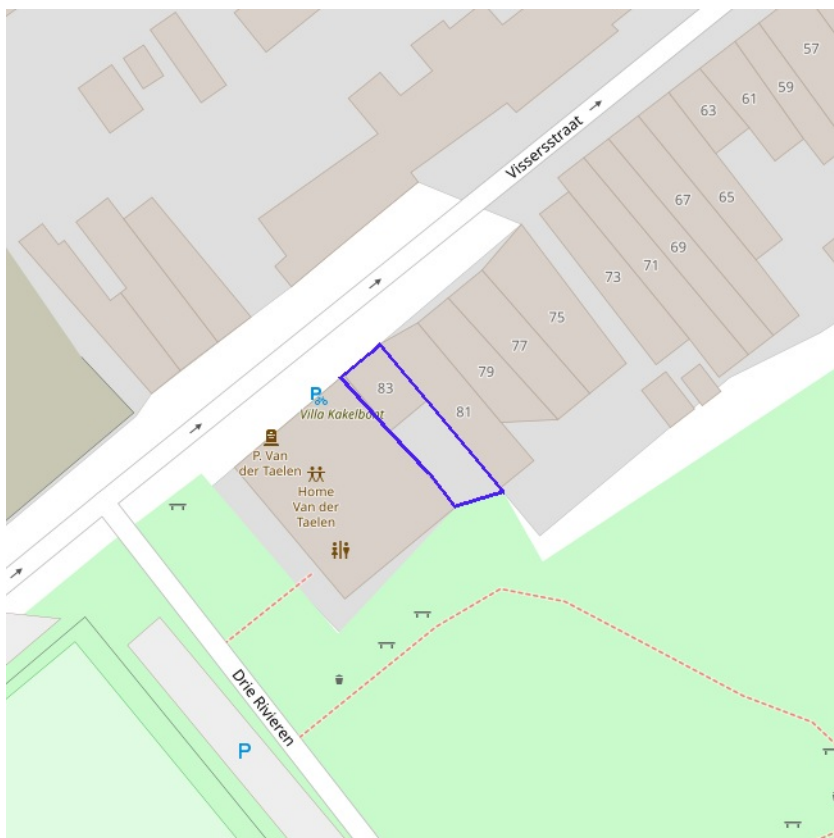 57
59
61
63
Vissersstraat
65
67
69
71
73
75
77
79
81
83
P
Villa Kakelbont
P. Van
der Taelen
Home
Van der
Taelen
Drie Rivieren
P